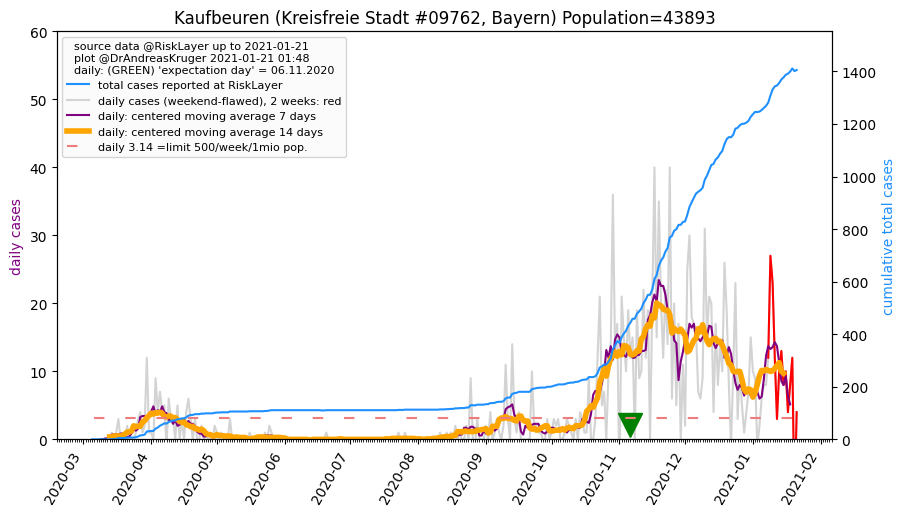 Kaufbeuren (Kreisfreie Stadt #09762, Bayern) Population=43893
source data @RiskLayer up to 2021-01-21
plot @DrAndreasKruger 2021-01-21 01:48
daily: (GREEN) 'expectation day' = 06.11.2020
total cases reported at RiskLayer
daily cases (weekend-flawed), 2 weeks: red
daily: centered moving average 7 days
daily: centered moving average 14 days
daily 3.14 =limit 500/week/1mio pop.
daily cases
60
50
40
30
20
10
0
cumulative total cases
1400
1200
1000
800
600
400
200
0
2020-03
2020-04
2020-05
2020-06
2020-07
2020-08
2020-09
2020-10
2020-11
2020-12
2021-01
2021-02